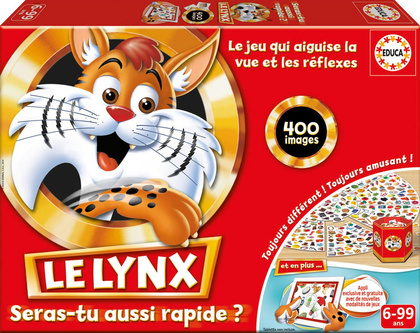 6-99
Le jeu qui aiguise la
vue et les réflexes
EDUCA
400
images
Toujours différent ! Toujours amusant !
LE LYNX
Seras-tu aussi rapide ?
et en plus ...
Appli
exclusive et gratuite
avec de nouvelles
modalités de jeux
6-99
ans